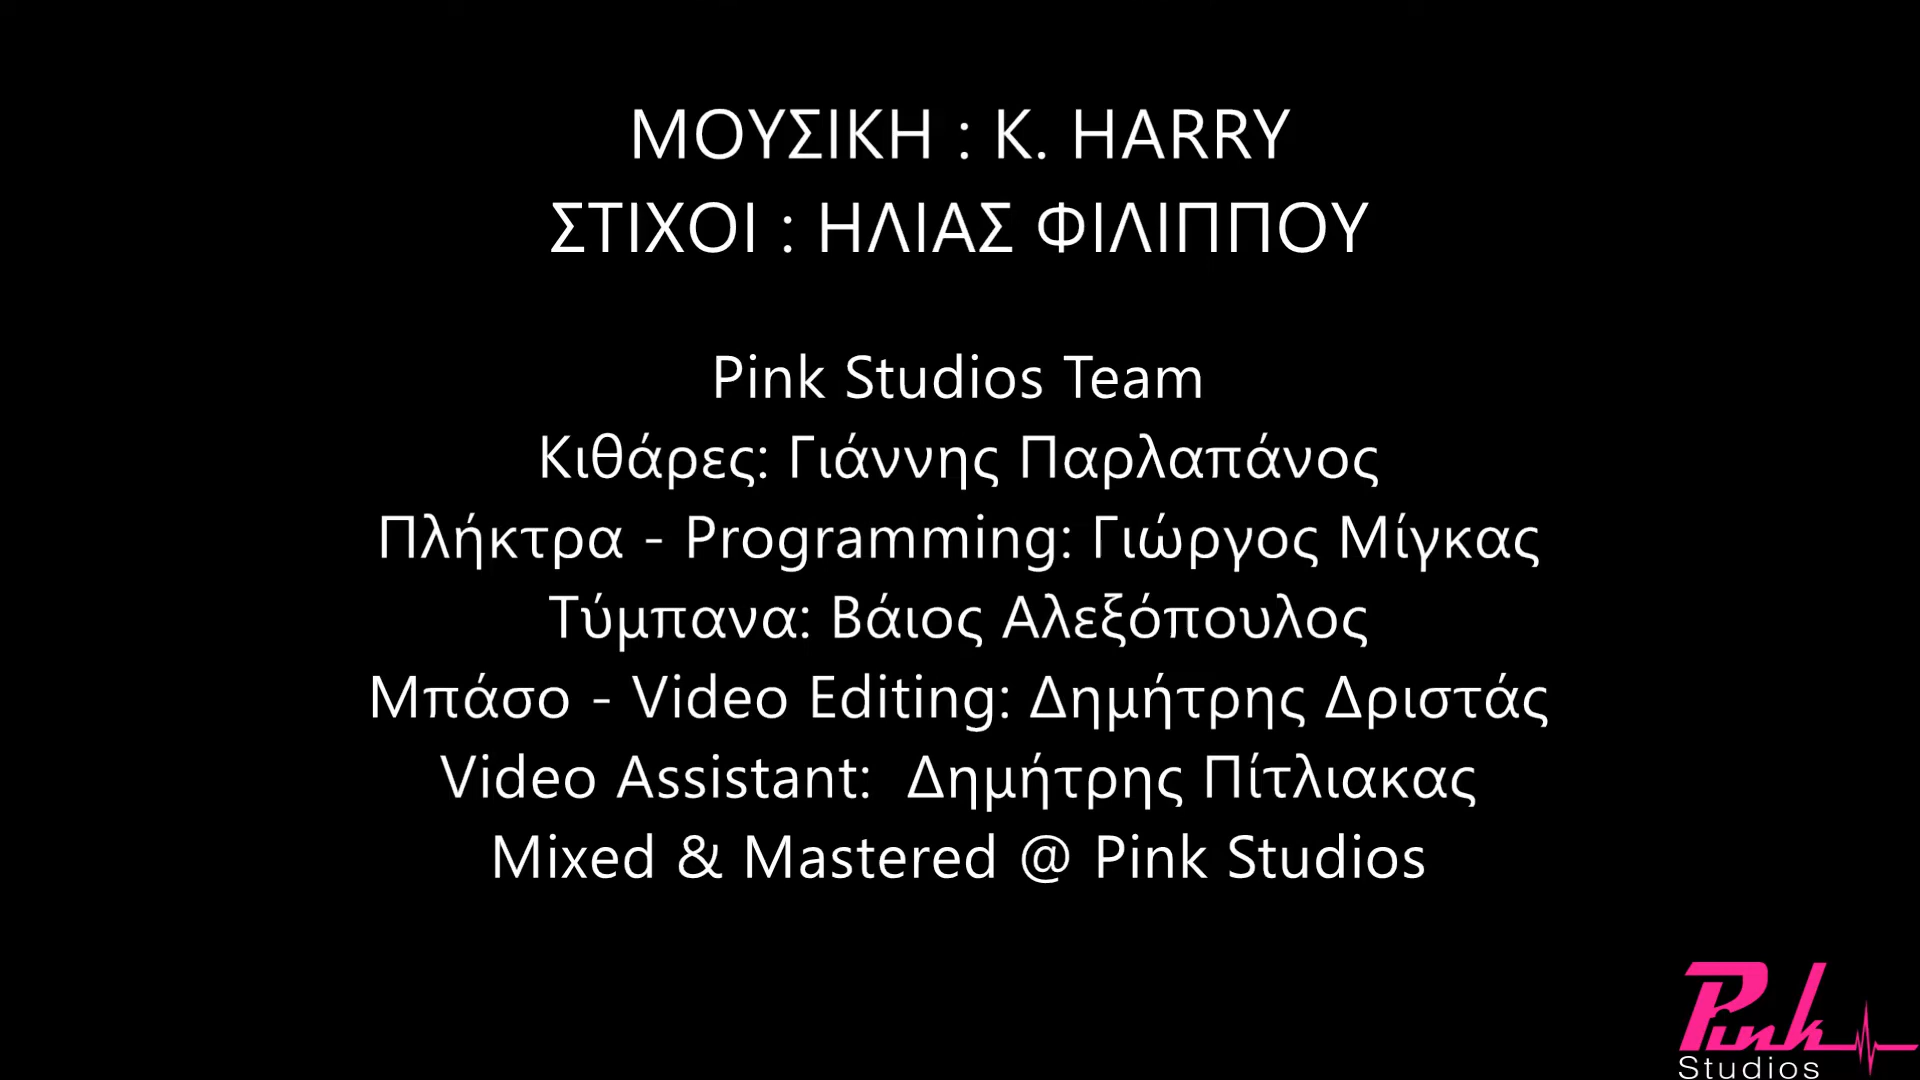 ΜΟΥΣΙΚΗ : K. HARRY
ΣΤΙΧΟΙ : ΗΛΙΑΣ ΦΙΛΙΠΠΟΥ
Pink Studios Team
Κιθάρες: Γιάννης Παρλαπάνος
Πλήκτρα - Programming: Γιώργος Μίγκας
Τύμπανα: Βάιος Αλεξόπουλος
Μπάσο - Video Editing: Δημήτρης Δριστάς
Video Assistant:  Δημήτρης Πίτλιακας
Mixed & Mastered @ Pink Studios
Pink
Studios